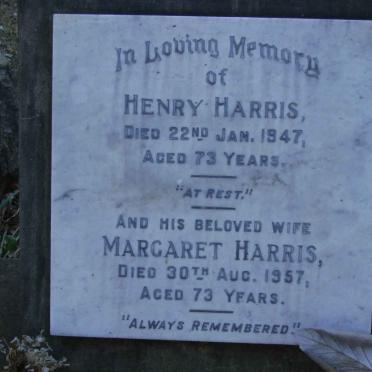 In Loving Memory
of
HENRY HARRIS,
DIED 22ND JAN. 1947,
AGED 73 YEARS.
"AT REST."
AND HIS BELOVED WIFE
MARGARET HARRIS,
DIED 30TH AUG. 1957,
AGED 73 YEARS.
"ALWAYS REMEMBERED."